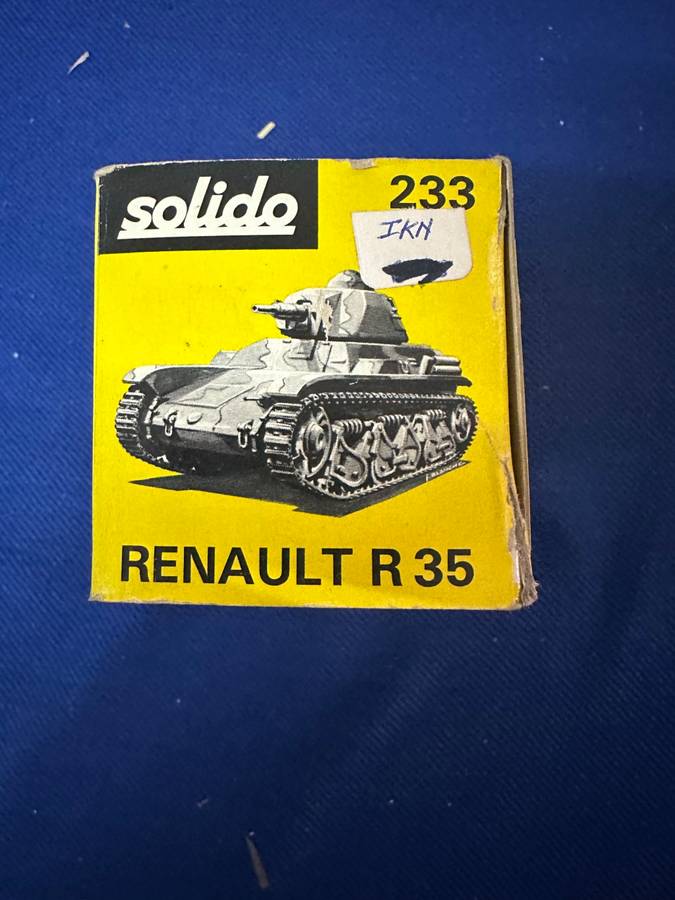 solido
233
IKN
RENAULT R 35